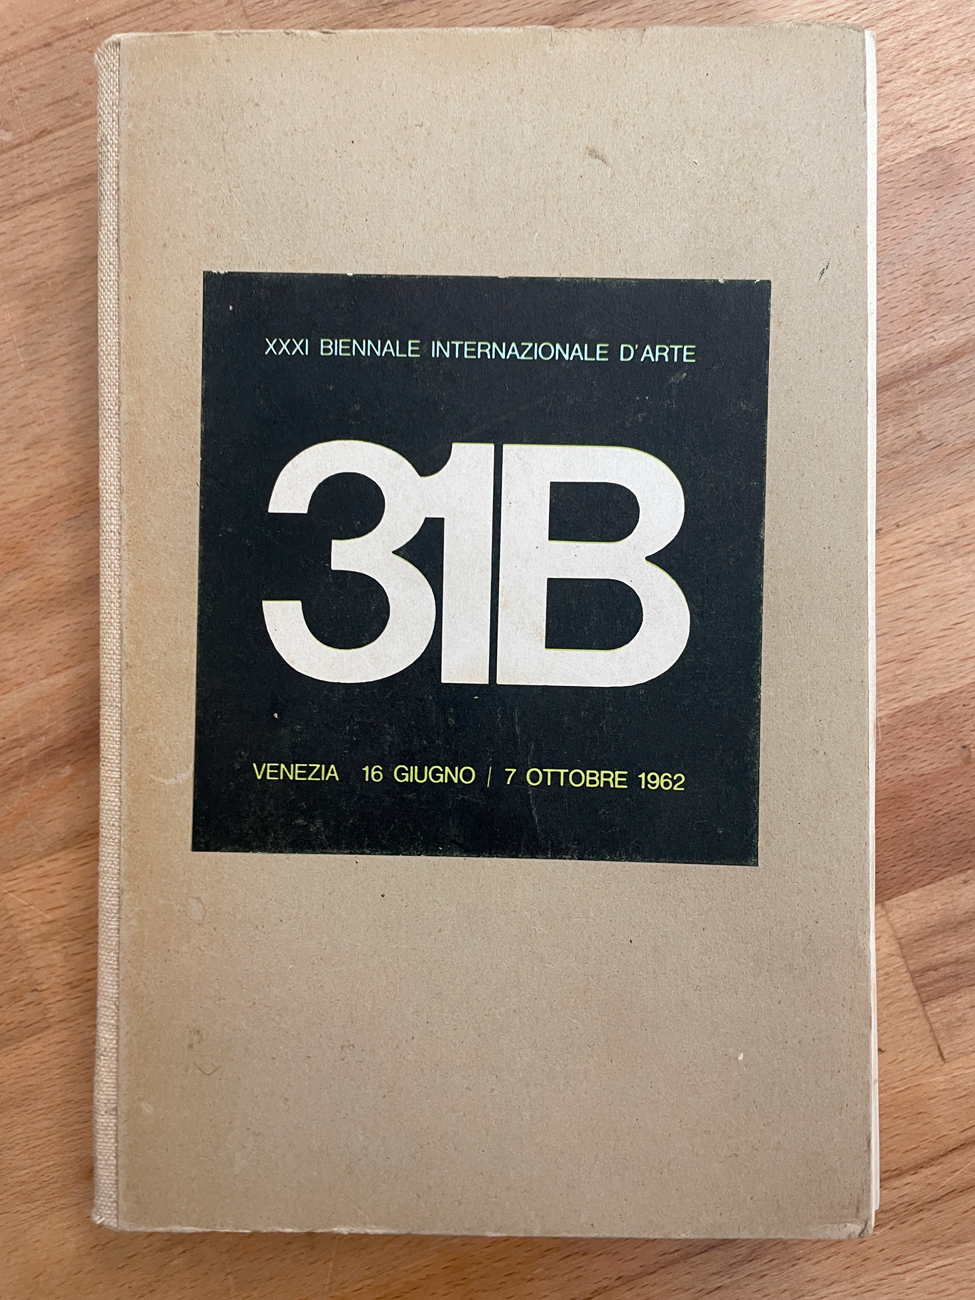 XXXI BIENNALE INTERNAZIONALE D'ARTE
31B
VENEZIA 16 GIUGNO | 7 OTTOBRE 1962